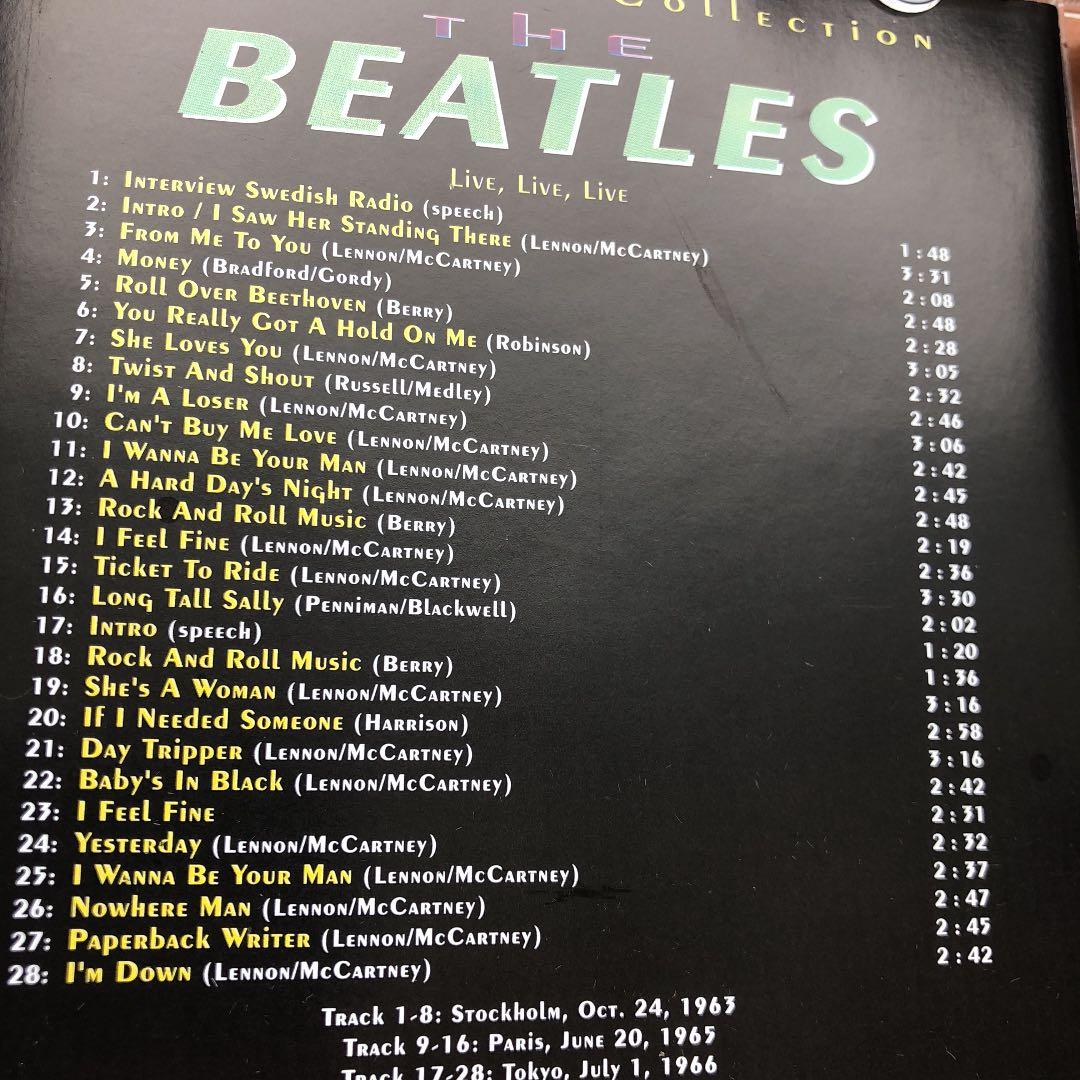 Collection
THE
BEATLES
Live, Live, Live
1: Interview Swedish Radio (speech) 1:48
2: Intro / I Saw Her Standing There (Lennon/McCartney) 3:31
3: From Me To You (Lennon/McCartney) 2:08
4: Money (Bradford/Gordy) 2:48
5: Roll Over Beethoven (Berry) 2:28
6: You Really Got A Hold On Me (Robinson) 3:05
7: She Loves You (Lennon/McCartney) 2:32
8: Twist And Shout (Russell/Medley) 2:46
9: I'm A Loser (Lennon/McCartney) 3:06
10: Can't Buy Me Love (Lennon/McCartney) 2:42
11: I Wanna Be Your Man (Lennon/McCartney) 2:45
12: A Hard Day's Night (Lennon/McCartney) 2:48
13: Rock And Roll Music (Berry) 2:19
14: I Feel Fine (Lennon/McCartney) 2:36
15: Ticket To Ride (Lennon/McCartney) 3:30
16: Long Tall Sally (Penniman/Blackwell) 2:02
17: Intro (speech) 1:20
18: Rock And Roll Music (Berry) 1:36
19: She's A Woman (Lennon/McCartney) 3:16
20: If I Needed Someone (Harrison) 2:58
21: Day Tripper (Lennon/McCartney) 3:16
22: Baby's In Black (Lennon/McCartney) 2:42
23: I Feel Fine 2:31
24: Yesterday (Lennon/McCartney) 2:32
25: I Wanna Be Your Man (Lennon/McCartney) 2:37
26: Nowhere Man (Lennon/McCartney) 2:47
27: Paperback Writer (Lennon/McCartney) 2:45
28: I'm Down (Lennon/McCartney) 2:42
Track 1-8: Stockholm, Oct. 24, 1963
Track 9-16: Paris, June 20, 1965
Track 17-28: Tokyo, July 1, 1966